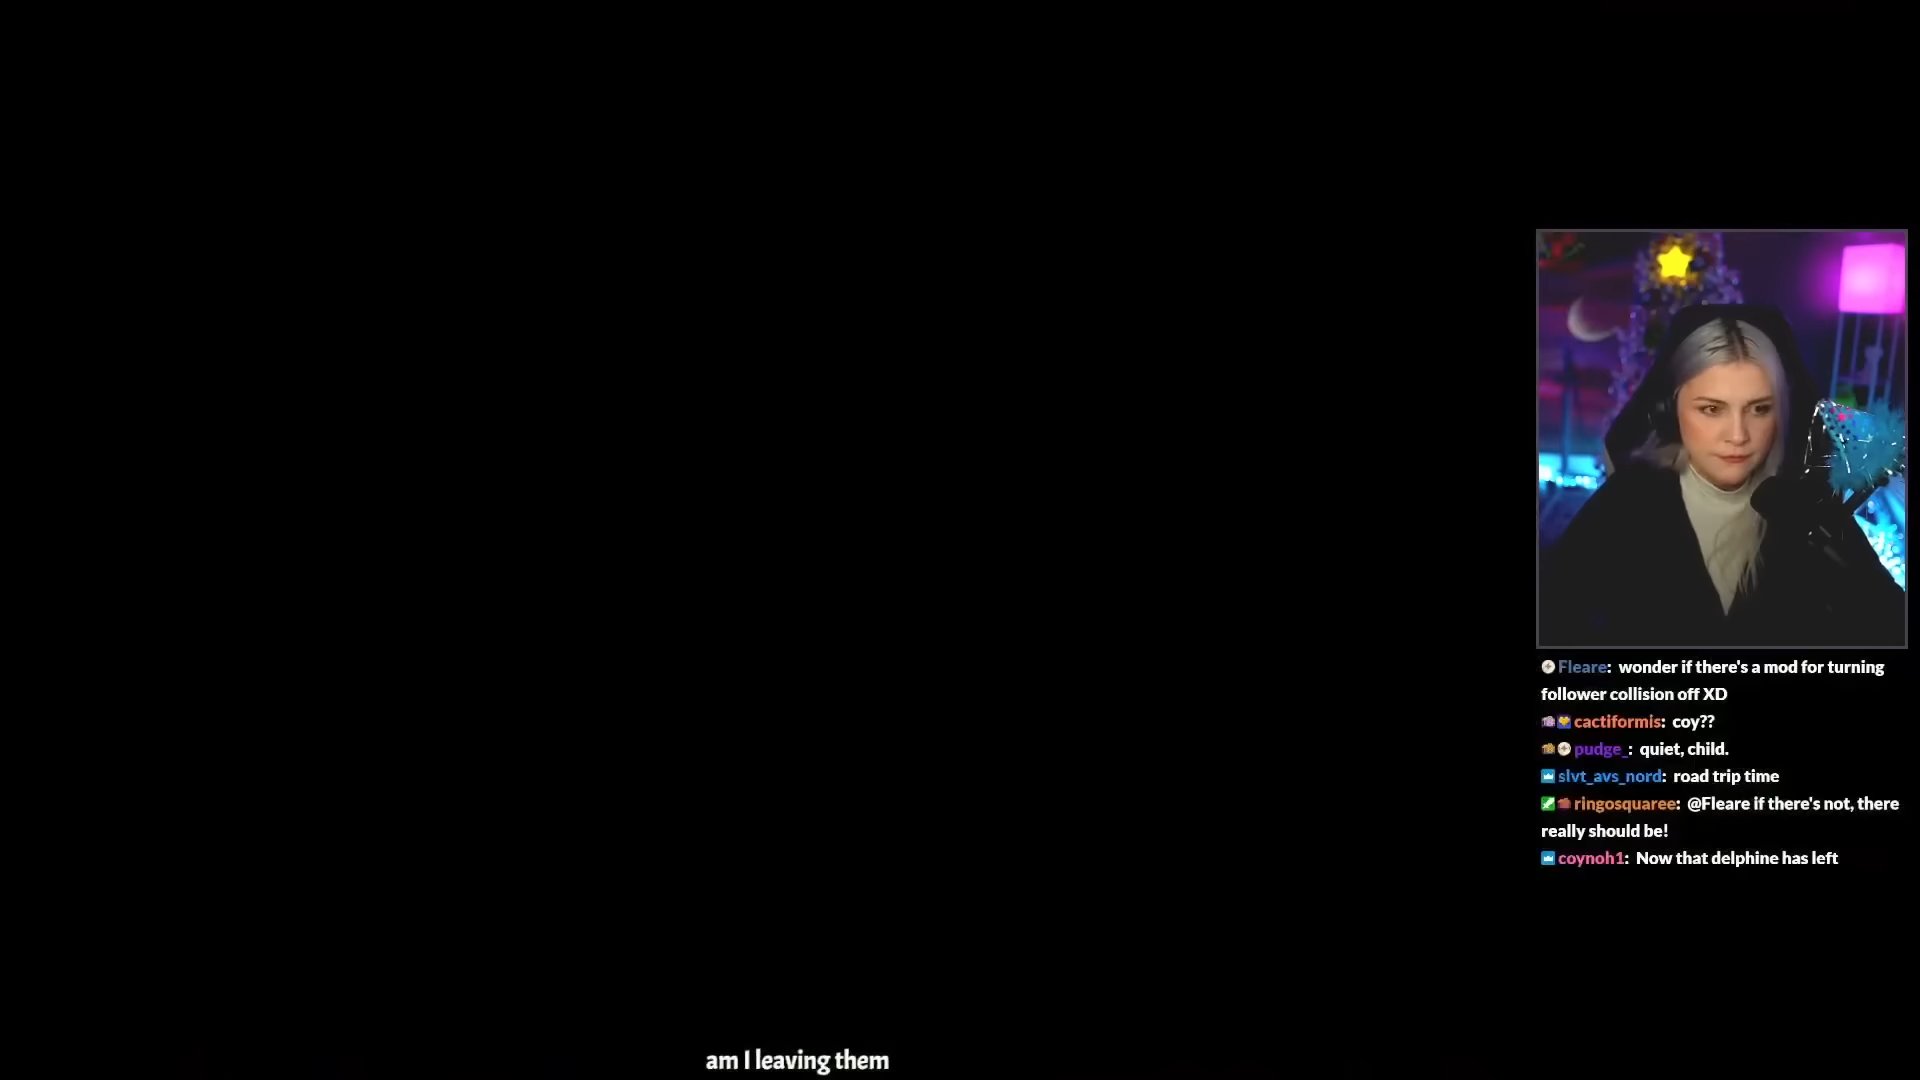 Fleare: wonder if there's a mod for turning
follower collision off XD
cactiformis: coy??
pudge_: quiet, child.
slvt_avs_nord: road trip time
ringosquaree: @Fleare if there's not, there
really should be!
coynoh1: Now that delphine has left
am I leaving them